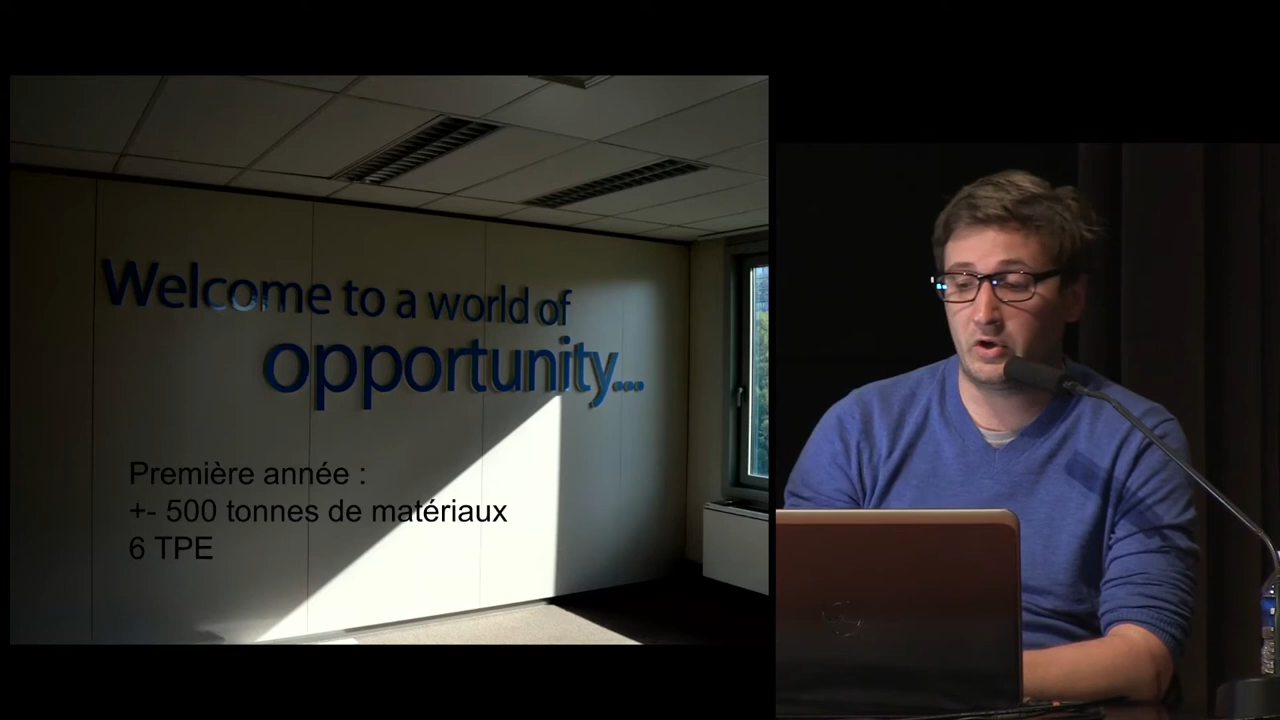 Welcome to a world of
opportunity...
Première année :
+- 500 tonnes de matériaux
6 TPE